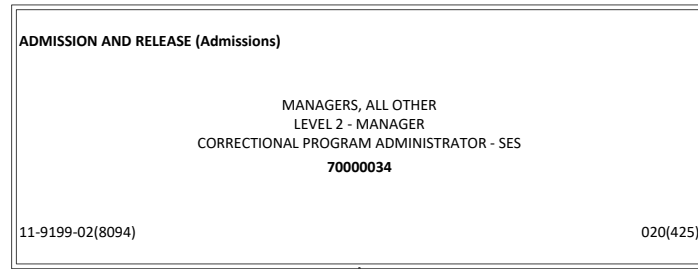 ADMISSION AND RELEASE (Admissions)
MANAGERS, ALL OTHER
LEVEL 2 - MANAGER
CORRECTIONAL PROGRAM ADMINISTRATOR - SES
70000034
11-9199-02(8094) 020(425)